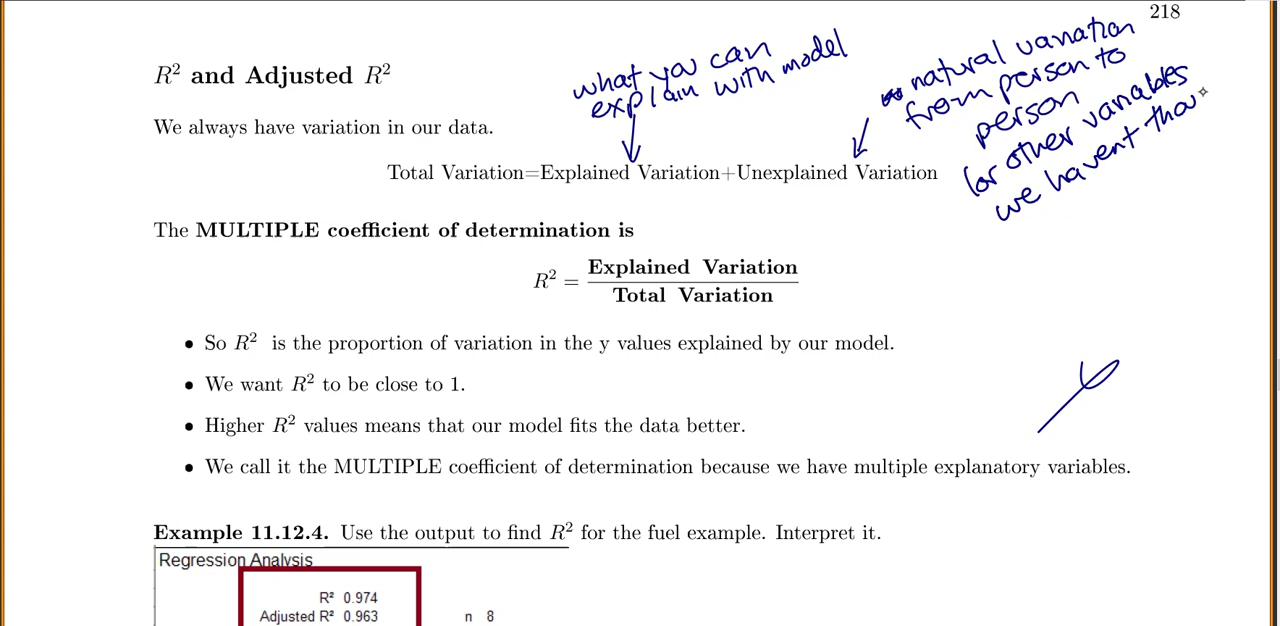 218
R² and Adjusted R²
what you can
explain with model
natural variation
from person to
person
(or other variables
we havent thou
We always have variation in our data.
Total Variation=Explained Variation+Unexplained Variation
The MULTIPLE coefficient of determination is
R² = Explained Variation
Total Variation
• So R² is the proportion of variation in the y values explained by our model.
• We want R² to be close to 1.
• Higher R² values means that our model fits the data better.
• We call it the MULTIPLE coefficient of determination because we have multiple explanatory variables.
Example 11.12.4. Use the output to find R² for the fuel example. Interpret it.
Regression Analysis
R² 0.974
Adjusted R² 0.963 n 8